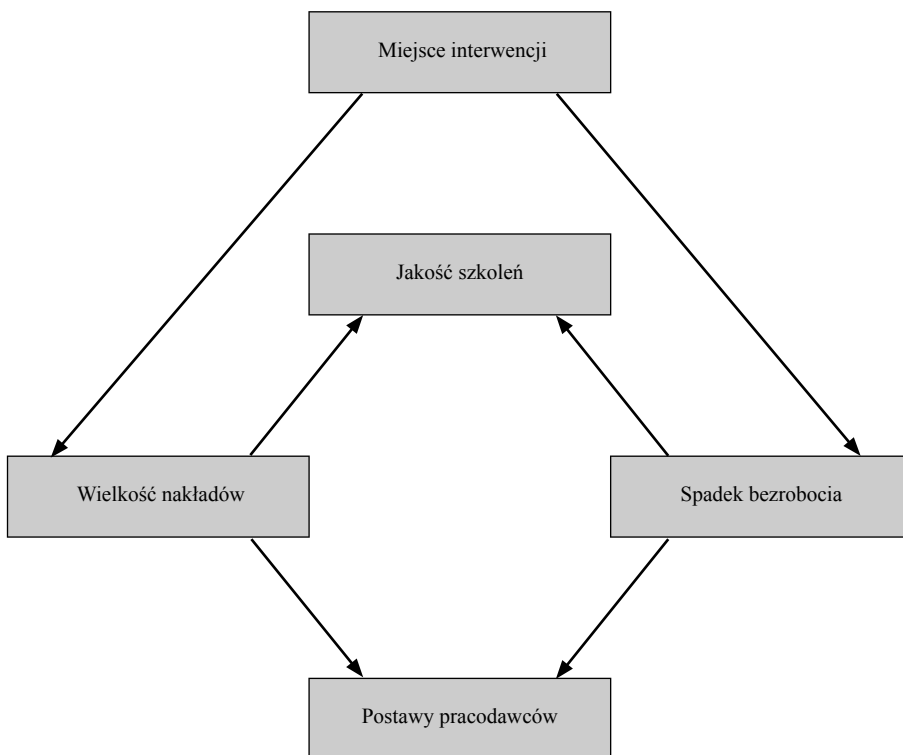 Miejsce interwencji
Jakość szkoleń
Wielkość nakładów
Spadek bezrobocia
Postawy pracodawców